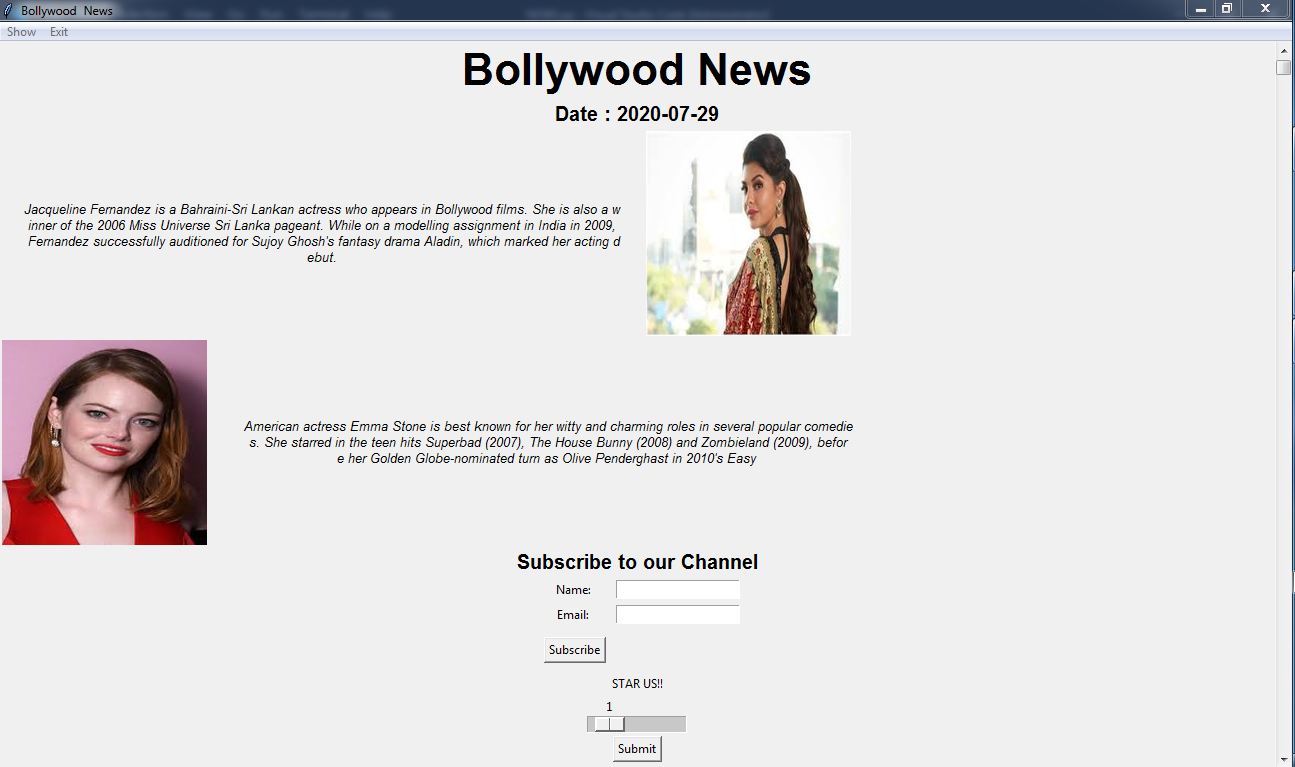 Bollywood  News
Show Exit
Bollywood News
Date : 2020-07-29
Jacqueline Fernandez is a Bahraini-Sri Lankan actress who appears in Bollywood films. She is also a w
inner of the 2006 Miss Universe Sri Lanka pageant. While on a modelling assignment in India in 2009,
Fernandez successfully auditioned for Sujoy Ghosh's fantasy drama Aladin, which marked her acting d
ebut.
American actress Emma Stone is best known for her witty and charming roles in several popular comedie
s. She starred in the teen hits Superbad (2007), The House Bunny (2008) and Zombieland (2009), befor
e her Golden Globe-nominated turn as Olive Penderghast in 2010's Easy
Subscribe to our Channel
Name:
Email:
Subscribe
STAR US!!
1
Submit